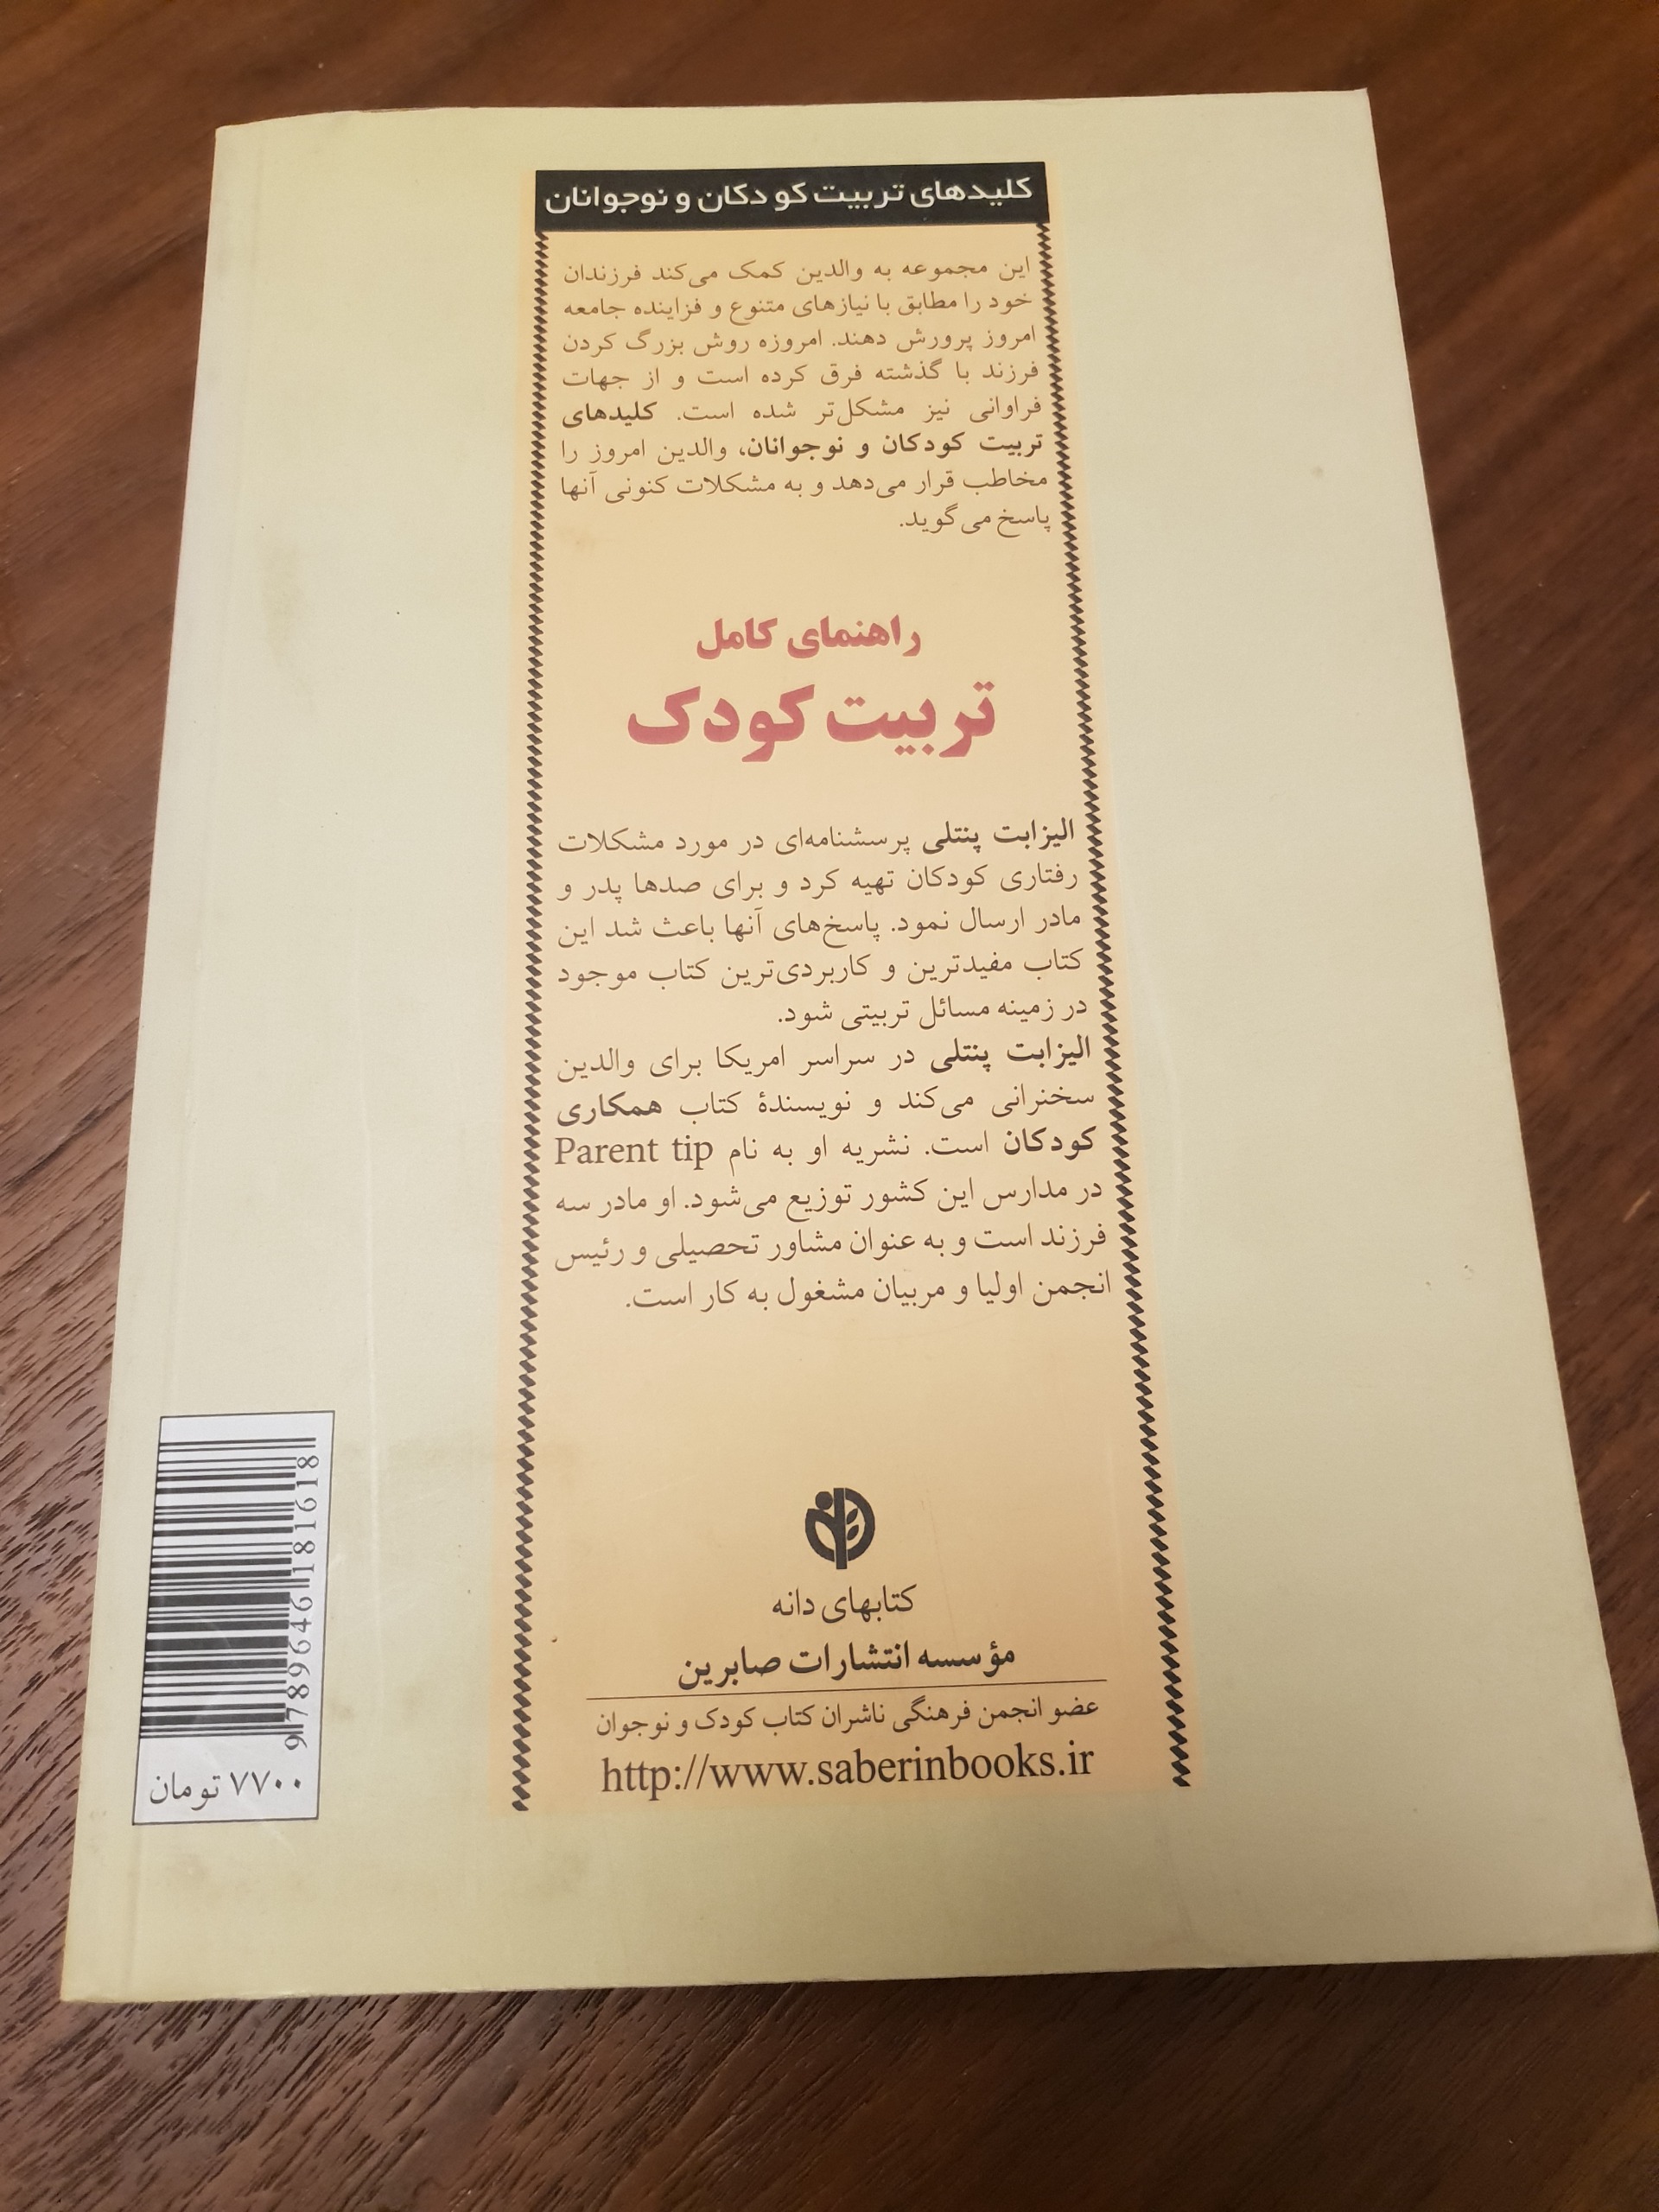 کلیدهای تربیت کودکان و نوجوانان
این مجموعه به والدین کمک می‌کند فرزندان
خود را مطابق با نیازهای متنوع و فزاینده جامعه
امروز پرورش دهند. امروزه روش بزرگ کردن
فرزند با گذشته فرق کرده است و از جهات
فراوانی نیز مشکل‌تر شده است. کلیدهای
تربیت کودکان و نوجوانان، والدین امروز را
مخاطب قرار می‌دهد و به مشکلات کنونی آنها
پاسخ می‌گوید.
راهنمای کامل
تربیت کودک
الیزابت پنتلی پرسشنامه‌ای در مورد مشکلات
رفتاری کودکان تهیه کرد و برای صدها پدر و
مادر ارسال نمود. پاسخ‌های آنها باعث شد این
کتاب مفیدترین و کاربردی‌ترین کتاب موجود
در زمینه مسائل تربیتی شود.
الیزابت پنتلی در سراسر امریکا برای والدین
سخنرانی می‌کند و نویسندۀ کتاب همکاری
کودکان است. نشریه او به نام Parent tip
در مدارس این کشور توزیع می‌شود. او مادر سه
فرزند است و به عنوان مشاور تحصیلی و رئیس
انجمن اولیا و مربیان مشغول به کار است.
کتابهای دانه
مؤسسه انتشارات صابرین
عضو انجمن فرهنگی ناشران کتاب کودک و نوجوان
http://www.saberinbooks.ir
9789646181618
۷۷۰۰ تومان